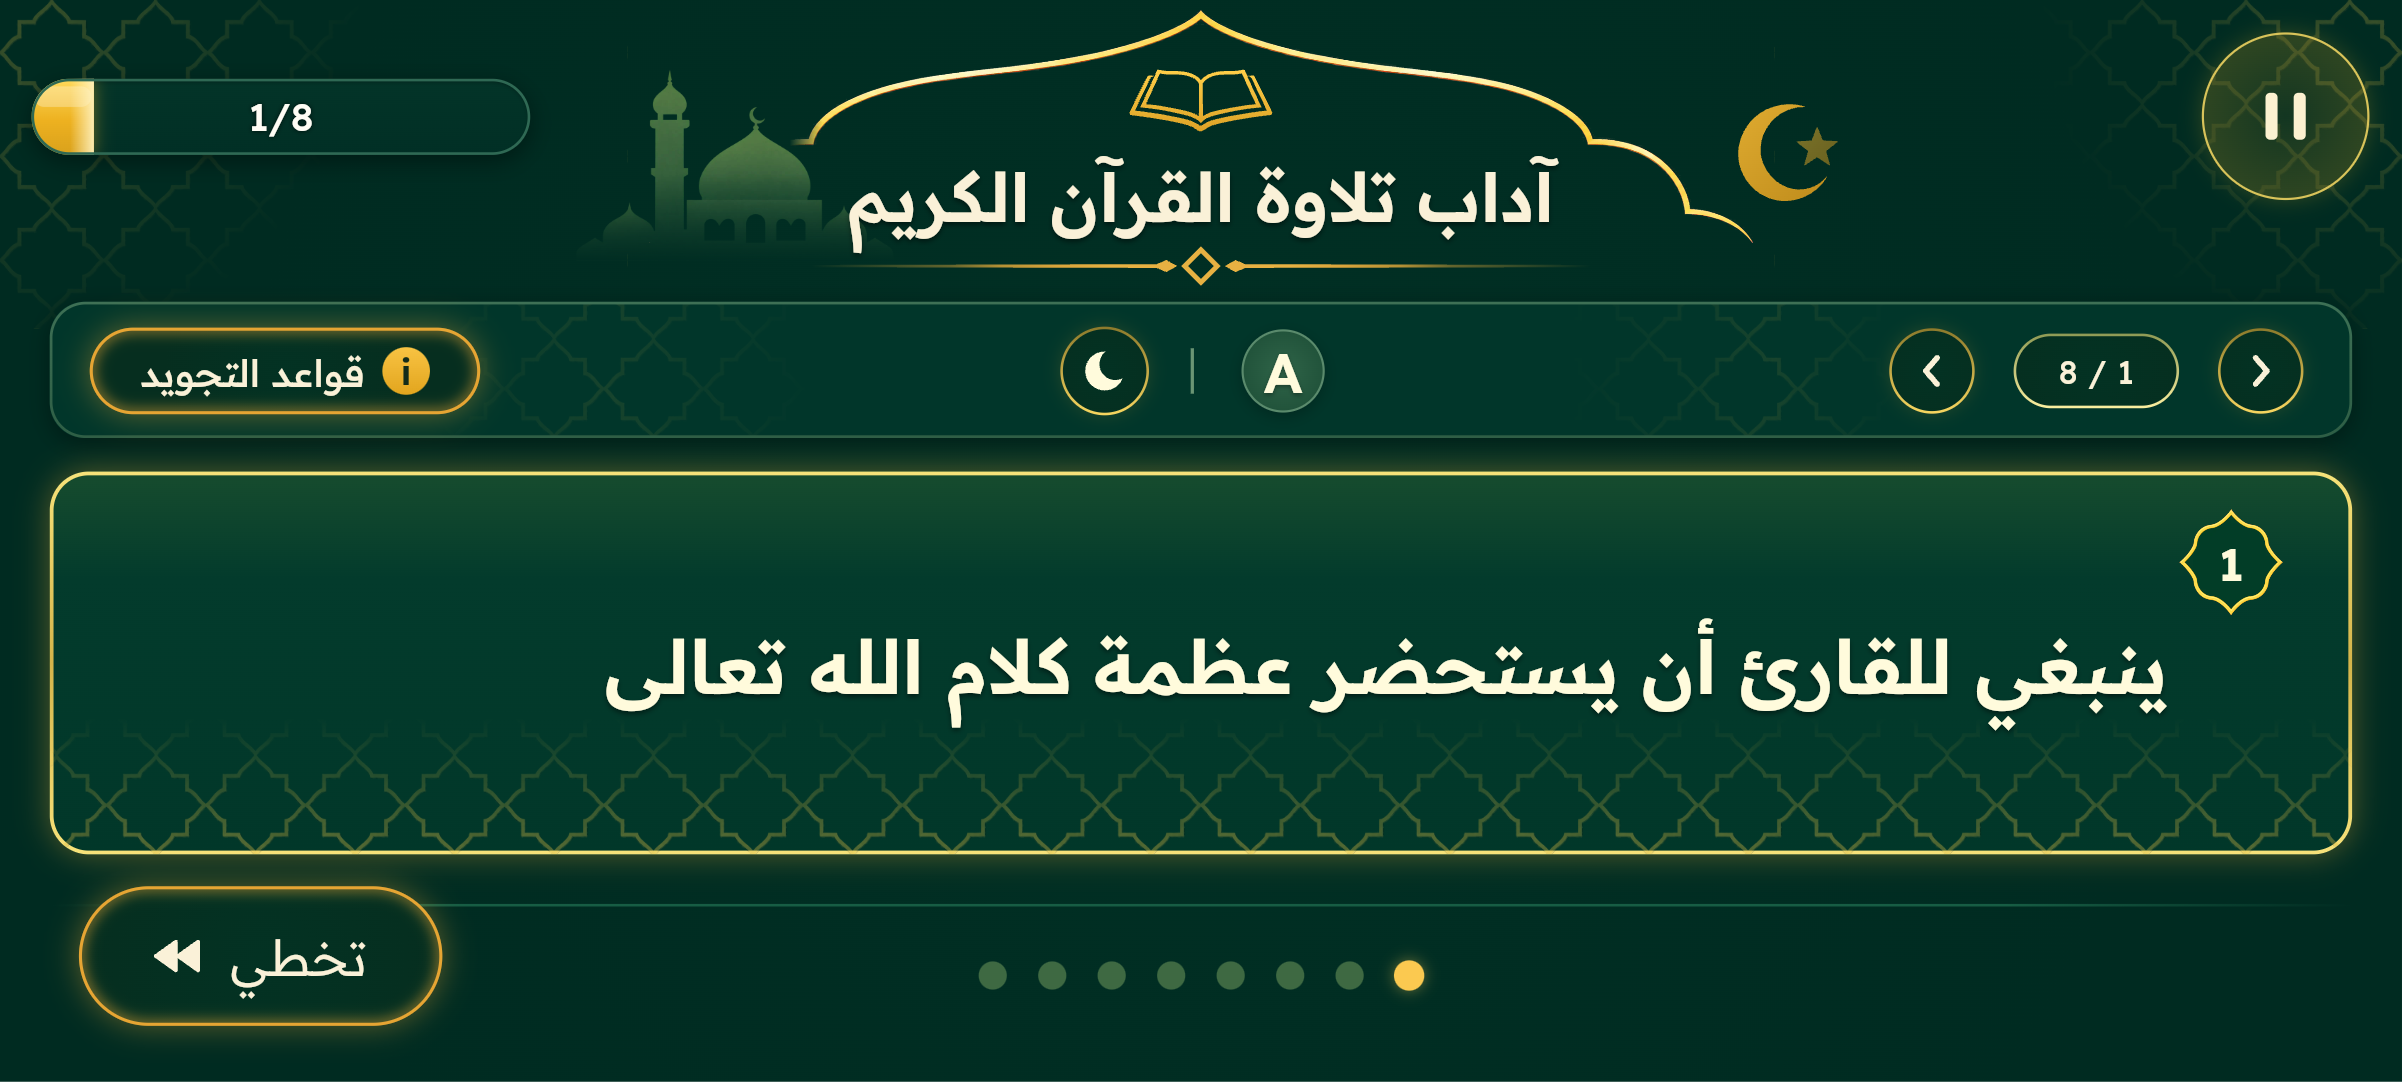 1/8
آداب تلاوة القرآن الكريم
8 / 1
A
قواعد التجويد
1
ينبغي للقارئ أن يستحضر عظمة كلام الله تعالى
تخطي